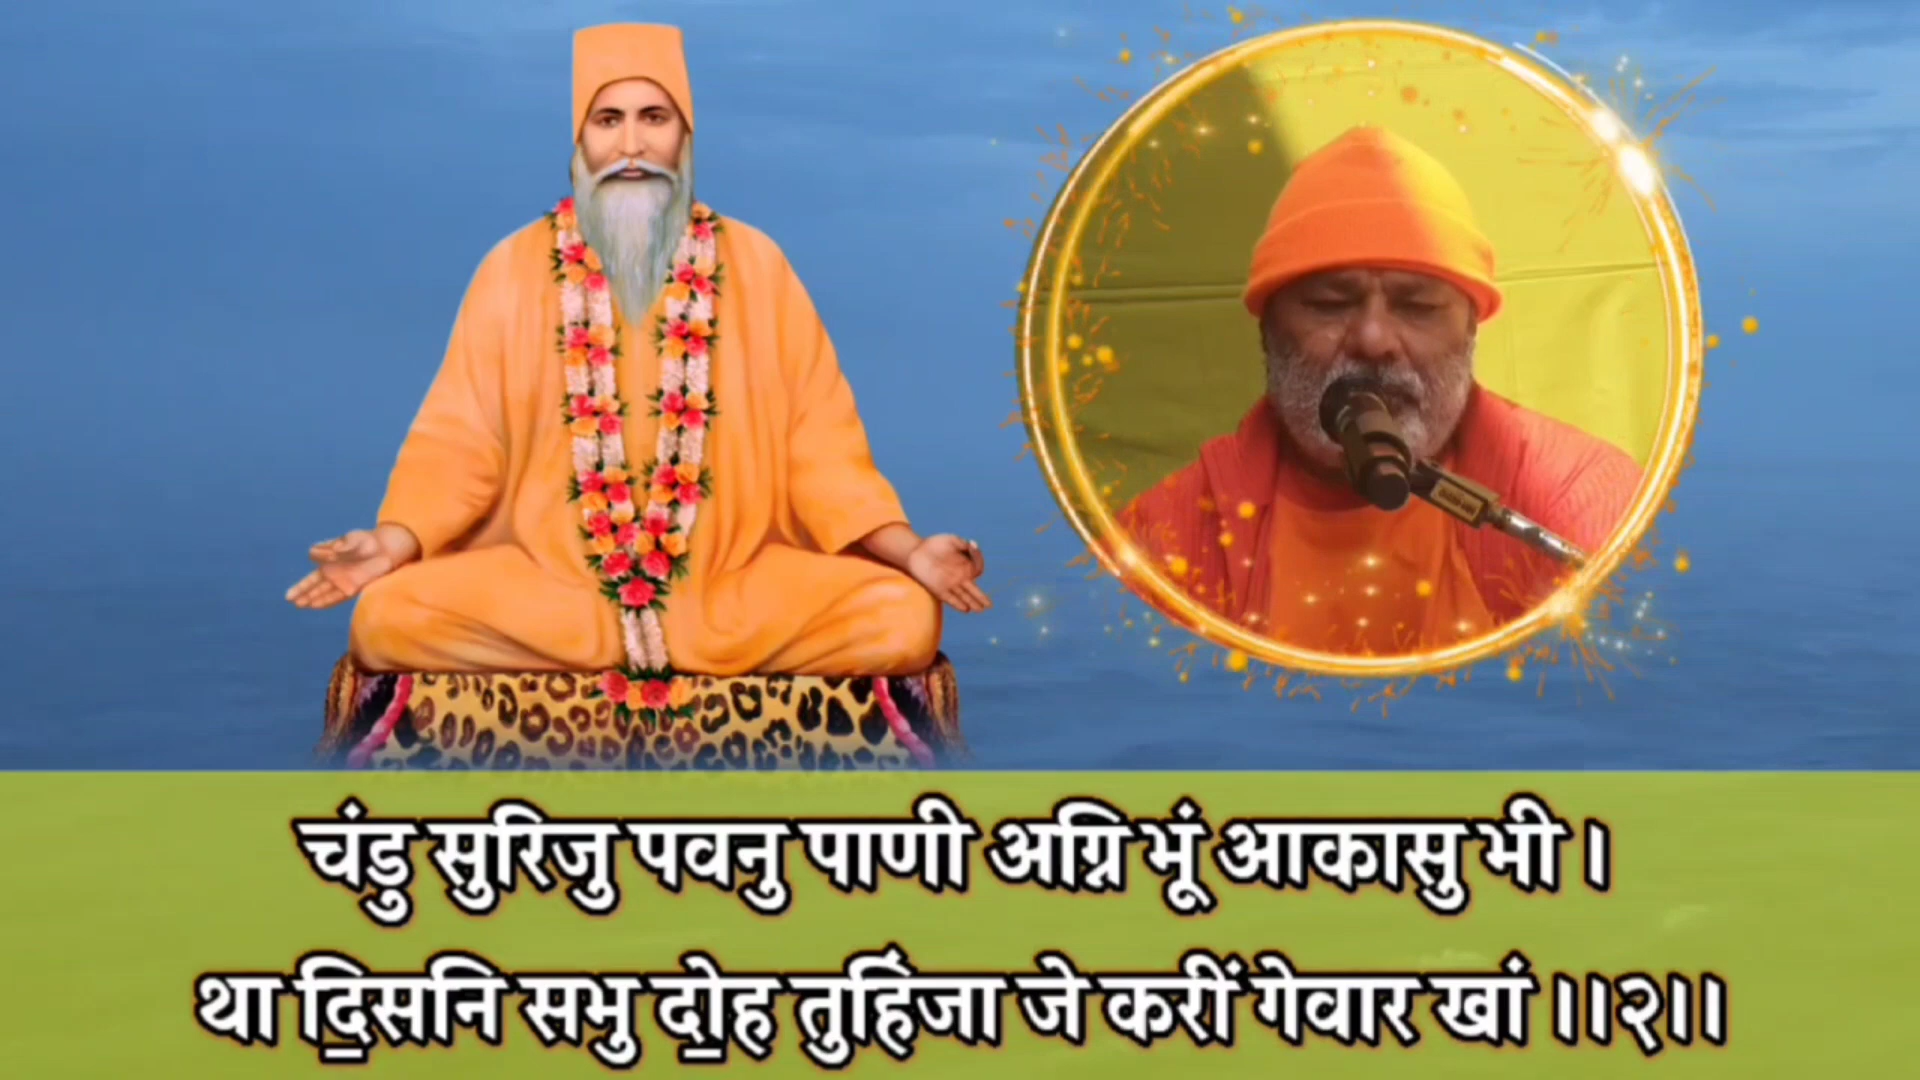 चंडु सुरिजु पवनु पाणी अग्नि भूं आकासु भी ।
था दि॒सनि सभु दो॒ह तुहिंजा जे करीं गेवार खां ।।२।।